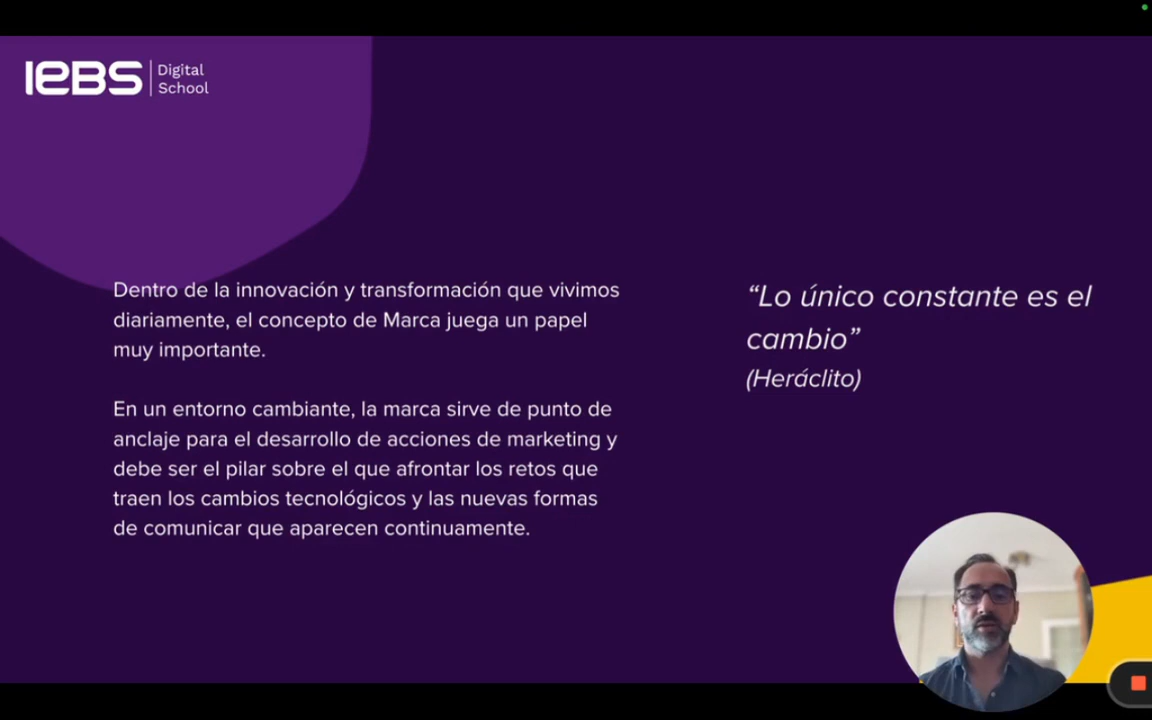 IEBS
Digital
School
Dentro de la innovación y transformación que vivimos
diariamente, el concepto de Marca juega un papel
muy importante.
En un entorno cambiante, la marca sirve de punto de
anclaje para el desarrollo de acciones de marketing y
debe ser el pilar sobre el que afrontar los retos que
traen los cambios tecnológicos y las nuevas formas
de comunicar que aparecen continuamente.
“Lo único constante es el
cambio”
(Heráclito)